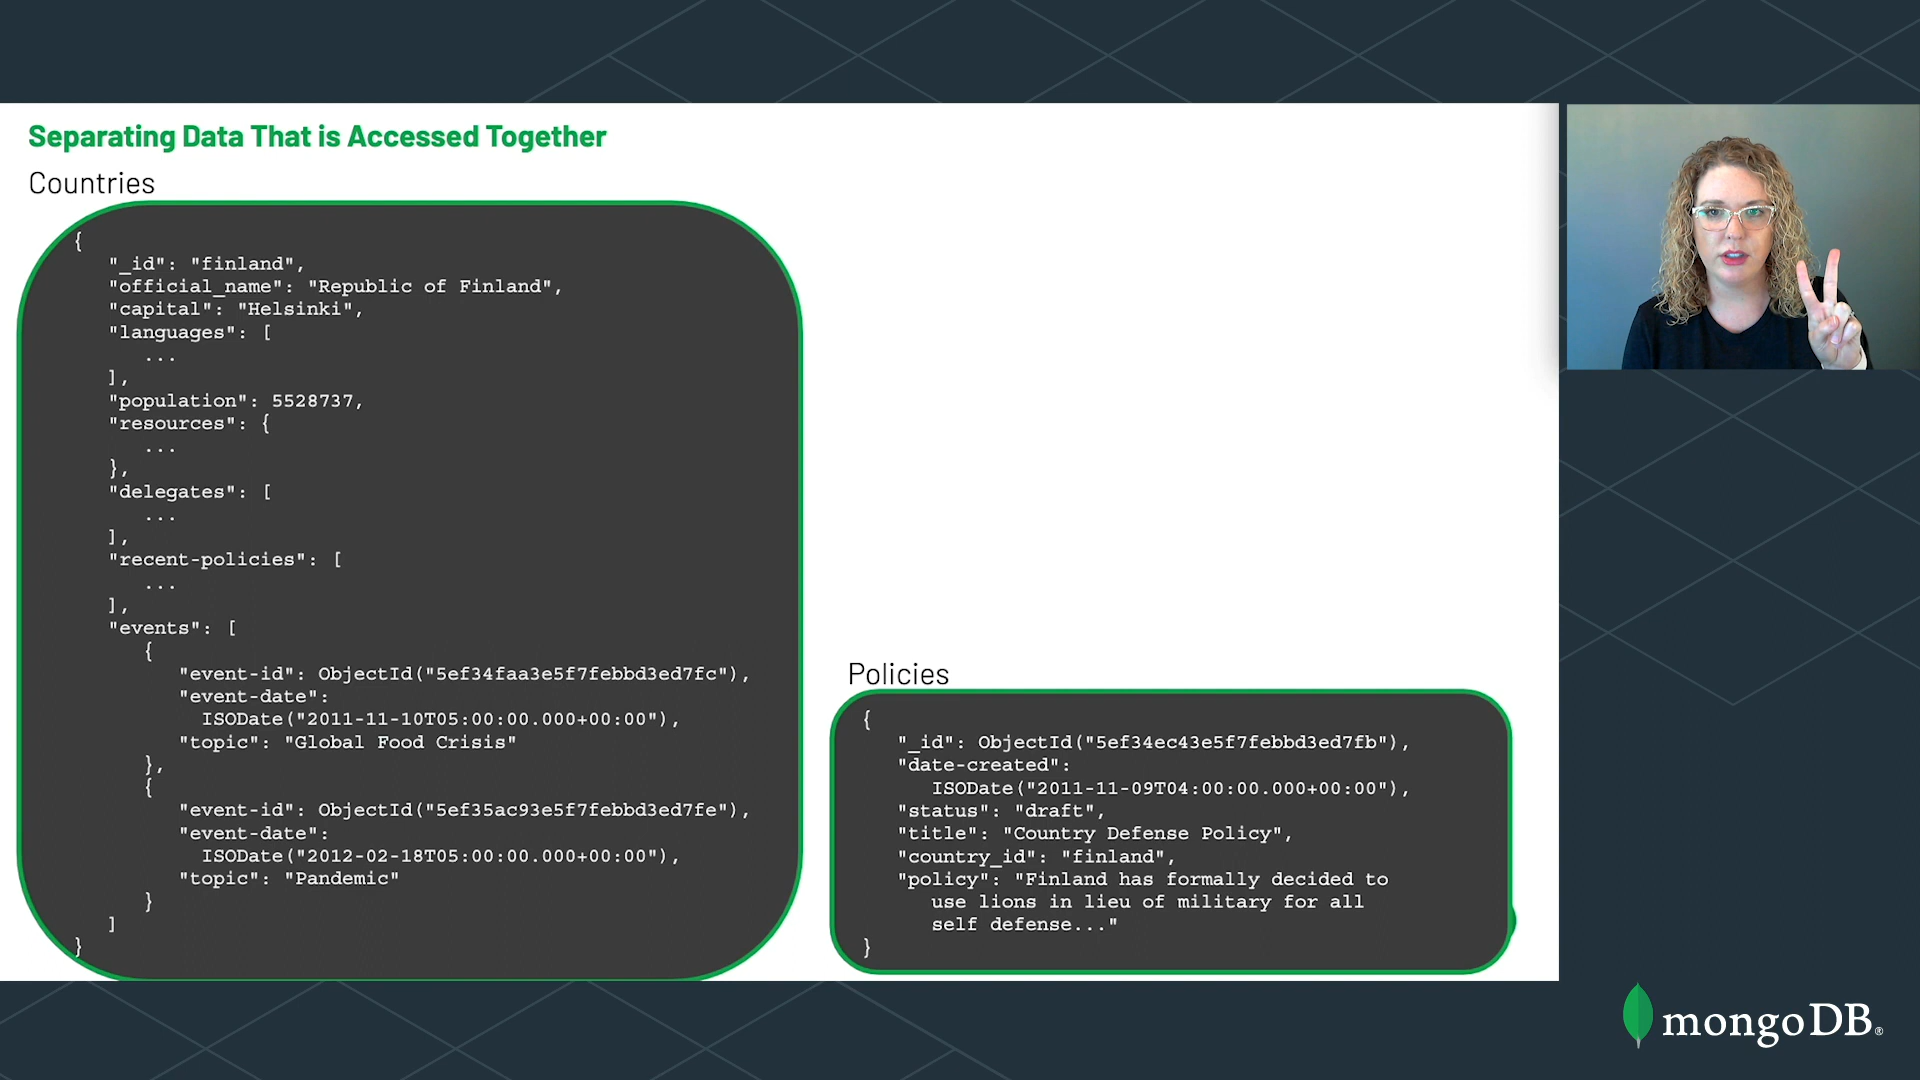 Separating Data That is Accessed Together
Countries
{
"_id": "finland",
"official_name": "Republic of Finland",
"capital": "Helsinki",
"languages": [
...
],
"population": 5528737,
"resources": {
...
},
"delegates": [
...
],
"recent-policies": [
...
],
"events": [
{
"event-id": ObjectId("5ef34faa3e5f7febbd3ed7fc"),
"event-date":
ISODate("2011-11-10T05:00:00.000+00:00"),
"topic": "Global Food Crisis"
},
{
"event-id": ObjectId("5ef35ac93e5f7febbd3ed7fe"),
"event-date":
ISODate("2012-02-18T05:00:00.000+00:00"),
"topic": "Pandemic"
}
]
}
Policies
{
"_id": ObjectId("5ef34ec43e5f7febbd3ed7fb"),
"date-created":
ISODate("2011-11-09T04:00:00.000+00:00"),
"status": "draft",
"title": "Country Defense Policy",
"country_id": "finland",
"policy": "Finland has formally decided to
use lions in lieu of military for all
self defense..."
}
mongoDB®